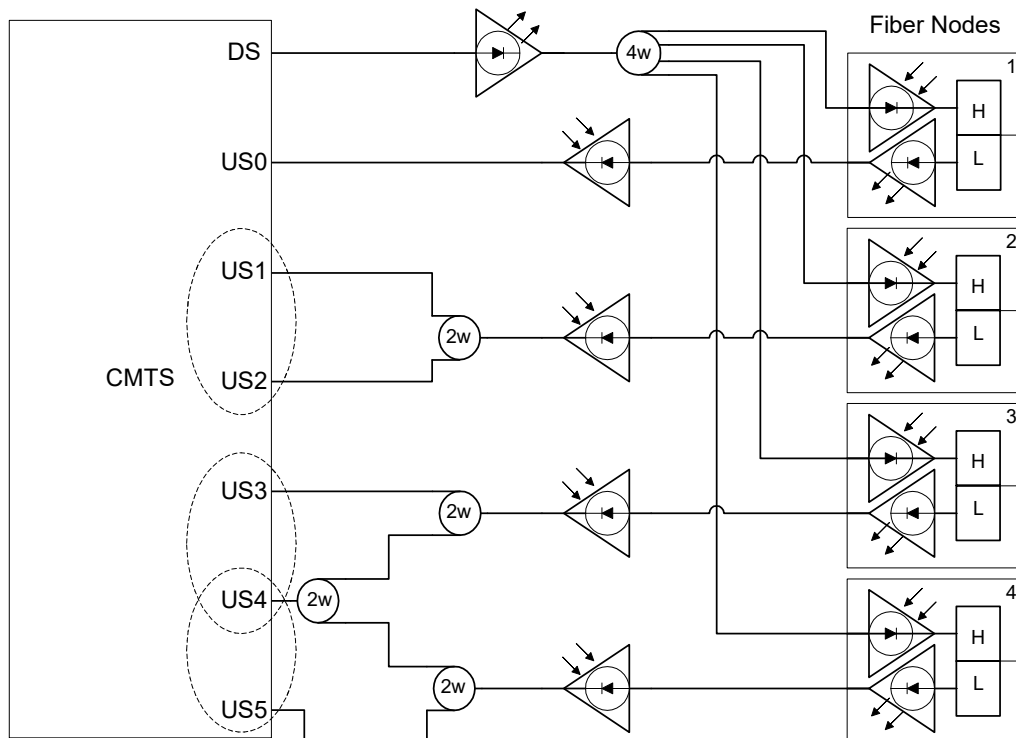 Fiber Nodes
DS
4w
1
H
L
US0
2
H
L
US1
2w
US2
CMTS
3
H
L
US3
2w
US4
2w
4
H
L
2w
US5